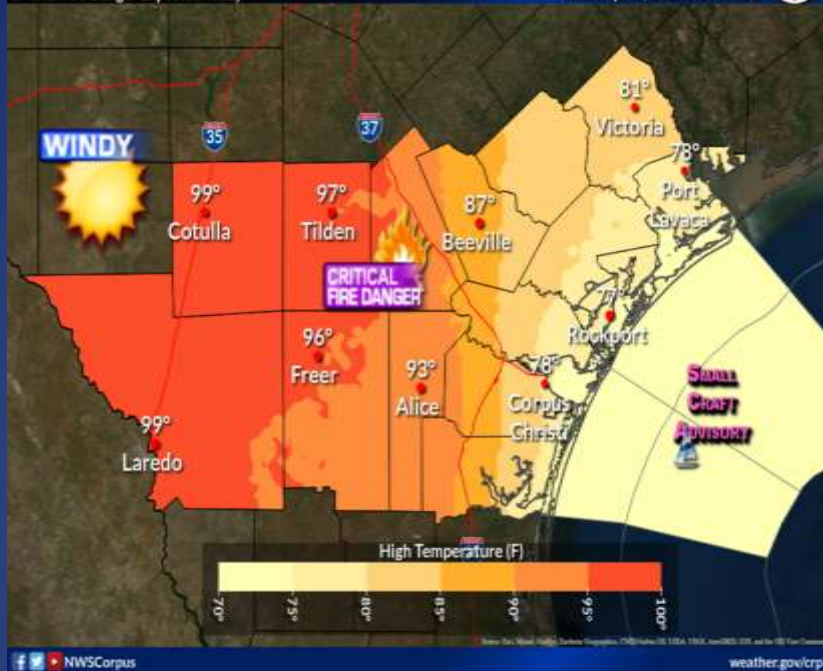 WINDY
35
37
81°
Victoria
78°
Port
Lavaca
99°
Cotulla
97°
Tilden
87°
Beeville
CRITICAL
FIRE DANGER
77°
Rockport
96°
Freer
93°
Alice
78°
Corpus
Christi
SMALL
CRAFT
ADVISORY
99°
Laredo
High Temperature (F)
70° 75° 80° 85° 90° 95° 100°
NWSCorpus
weather.gov/crp